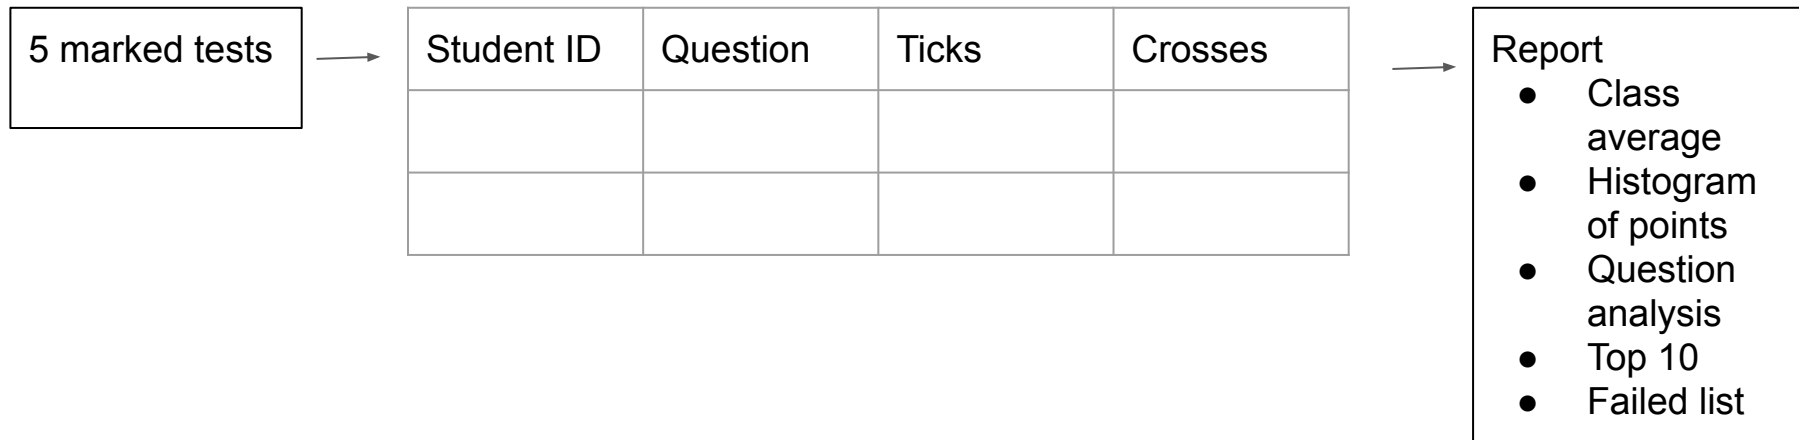 5 marked tests
Student ID Question Ticks Crosses
Report
● Class
average
● Histogram
of points
● Question
analysis
● Top 10
● Failed list